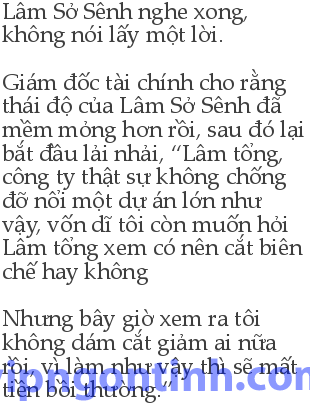 Lâm Sở Sênh nghe xong,
không nói lấy một lời.
Giám đốc tài chính cho rằng
thái độ của Lâm Sở Sênh đã
mềm mỏng hơn rồi, sau đó lại
bắt đầu lải nhải, “Lâm tổng,
công ty thật sự không chống
đỡ nổi một dự án lớn như
vậy, vốn dĩ tôi còn muốn hỏi
Lâm tổng xem có nên cắt biên
chế hay không
Nhưng bây giờ xem ra tôi
không dám cắt giảm ai nữa
rồi, vì làm như vậy thì sẽ mất
tiền bồi thường.”
vipngontinh.com